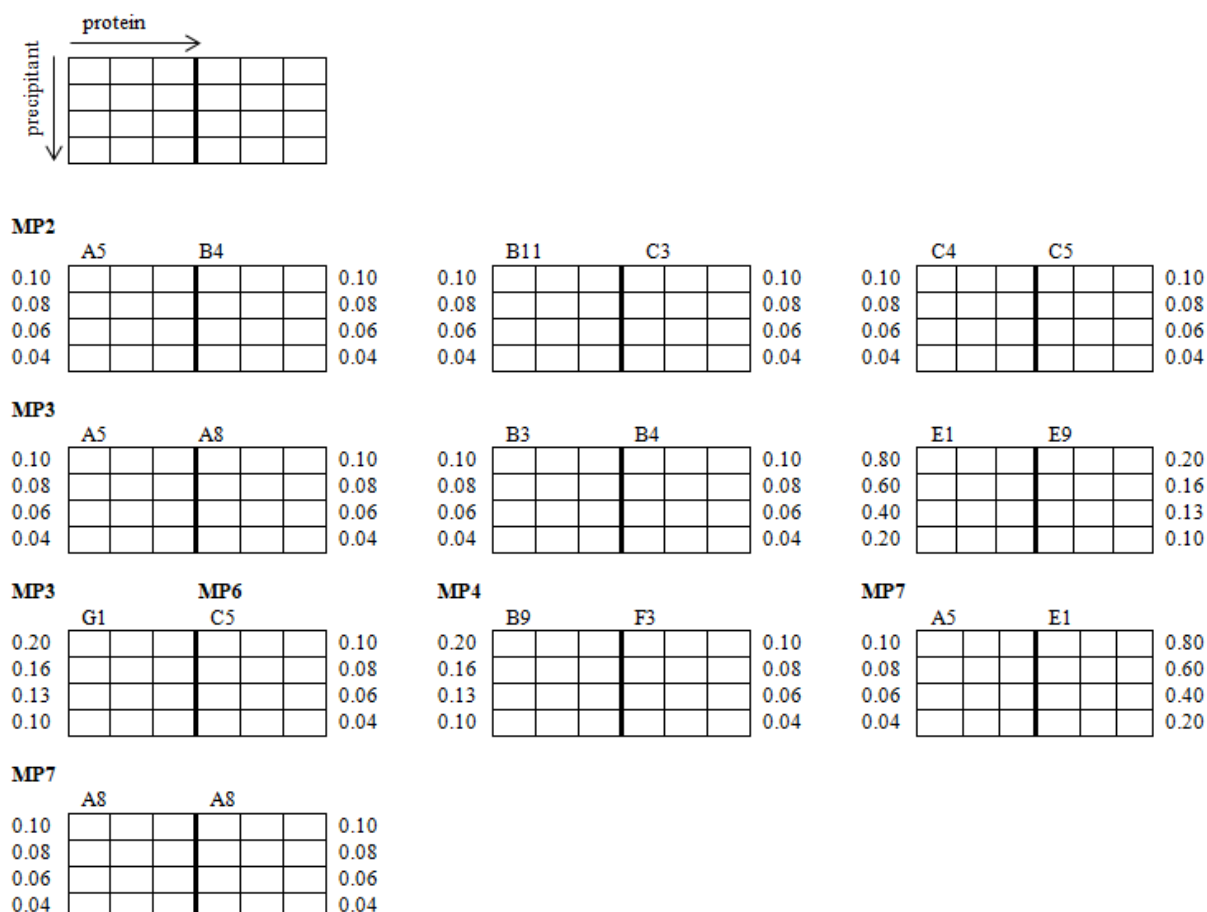 protein
precipitant
MP2
A5 B4 B11 C3 C4 C5
0.10 0.10 0.10 0.10 0.10 0.10
0.08 0.08 0.08 0.08 0.08 0.08
0.06 0.06 0.06 0.06 0.06 0.06
0.04 0.04 0.04 0.04 0.04 0.04
MP3
A5 A8 B3 B4 E1 E9
0.10 0.10 0.10 0.10 0.80 0.20
0.08 0.08 0.08 0.08 0.60 0.16
0.06 0.06 0.06 0.06 0.40 0.13
0.04 0.04 0.04 0.04 0.20 0.10
MP3 MP6 MP4 MP7
G1 C5 B9 F3 A5 E1
0.20 0.10 0.20 0.10 0.10 0.80
0.16 0.08 0.16 0.08 0.08 0.60
0.13 0.06 0.13 0.06 0.06 0.40
0.10 0.04 0.10 0.04 0.04 0.20
MP7
A8 A8
0.10 0.10
0.08 0.08
0.06 0.06
0.04 0.04